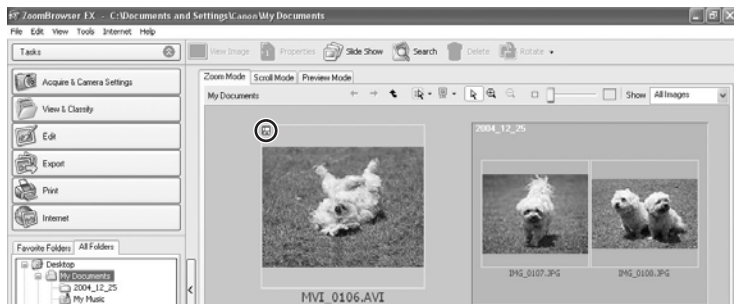 ZoomBrowser EX - C:\Documents and Settings\Canon\My Documents
File Edit View Tools Internet Help
Tasks
View Image Properties Slide Show Search Delete Rotate
Acquire & Camera Settings
Zoom Mode Scroll Mode Preview Mode
My Documents
Show All Images
View & Classify
Edit
2004_12_25
Export
Print
Internet
Favorite Folders All Folders
Desktop
My Documents
2004_12_25
My Music
IMG_0107.JPG IMG_0108.JPG
MVI_0106.AVI